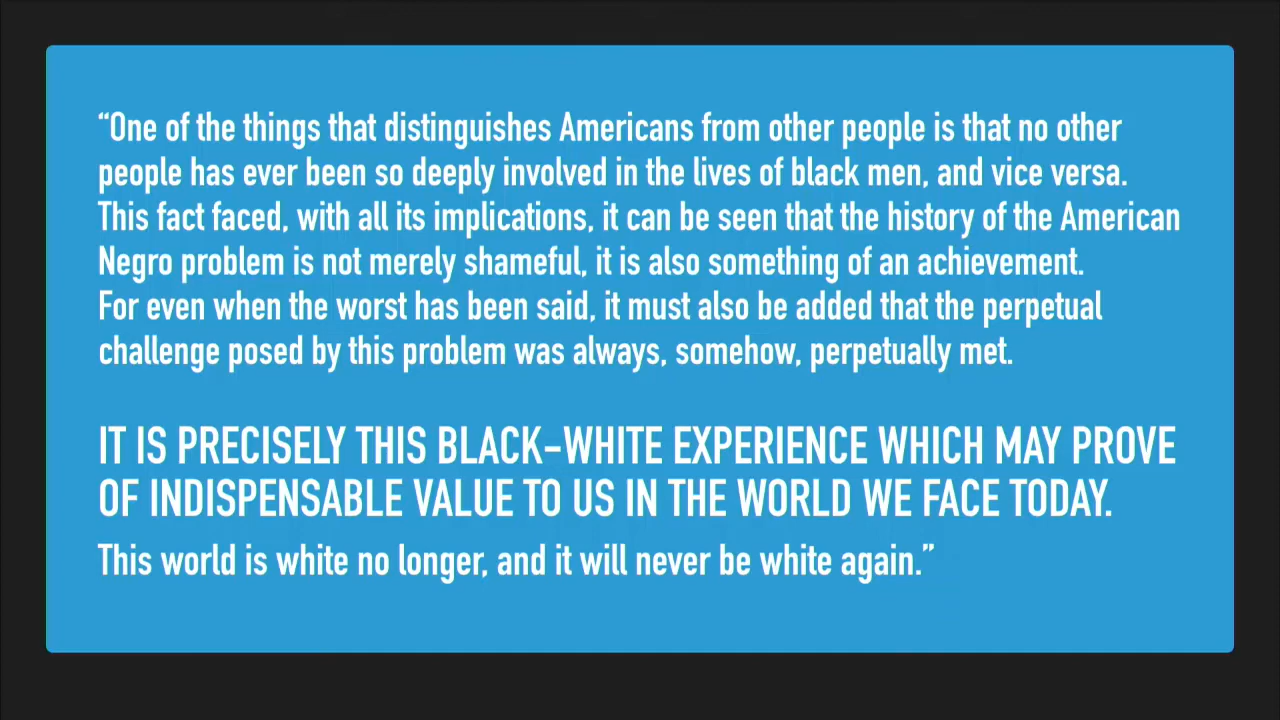 “One of the things that distinguishes Americans from other people is that no other
people has ever been so deeply involved in the lives of black men, and vice versa.
This fact faced, with all its implications, it can be seen that the history of the American
Negro problem is not merely shameful, it is also something of an achievement.
For even when the worst has been said, it must also be added that the perpetual
challenge posed by this problem was always, somehow, perpetually met.
IT IS PRECISELY THIS BLACK-WHITE EXPERIENCE WHICH MAY PROVE
OF INDISPENSABLE VALUE TO US IN THE WORLD WE FACE TODAY.
This world is white no longer, and it will never be white again.”